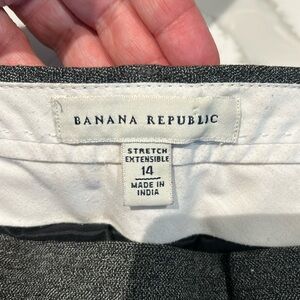 BANANA REPUBLIC
STRETCH
EXTENSIBLE
14
MADE IN
INDIA